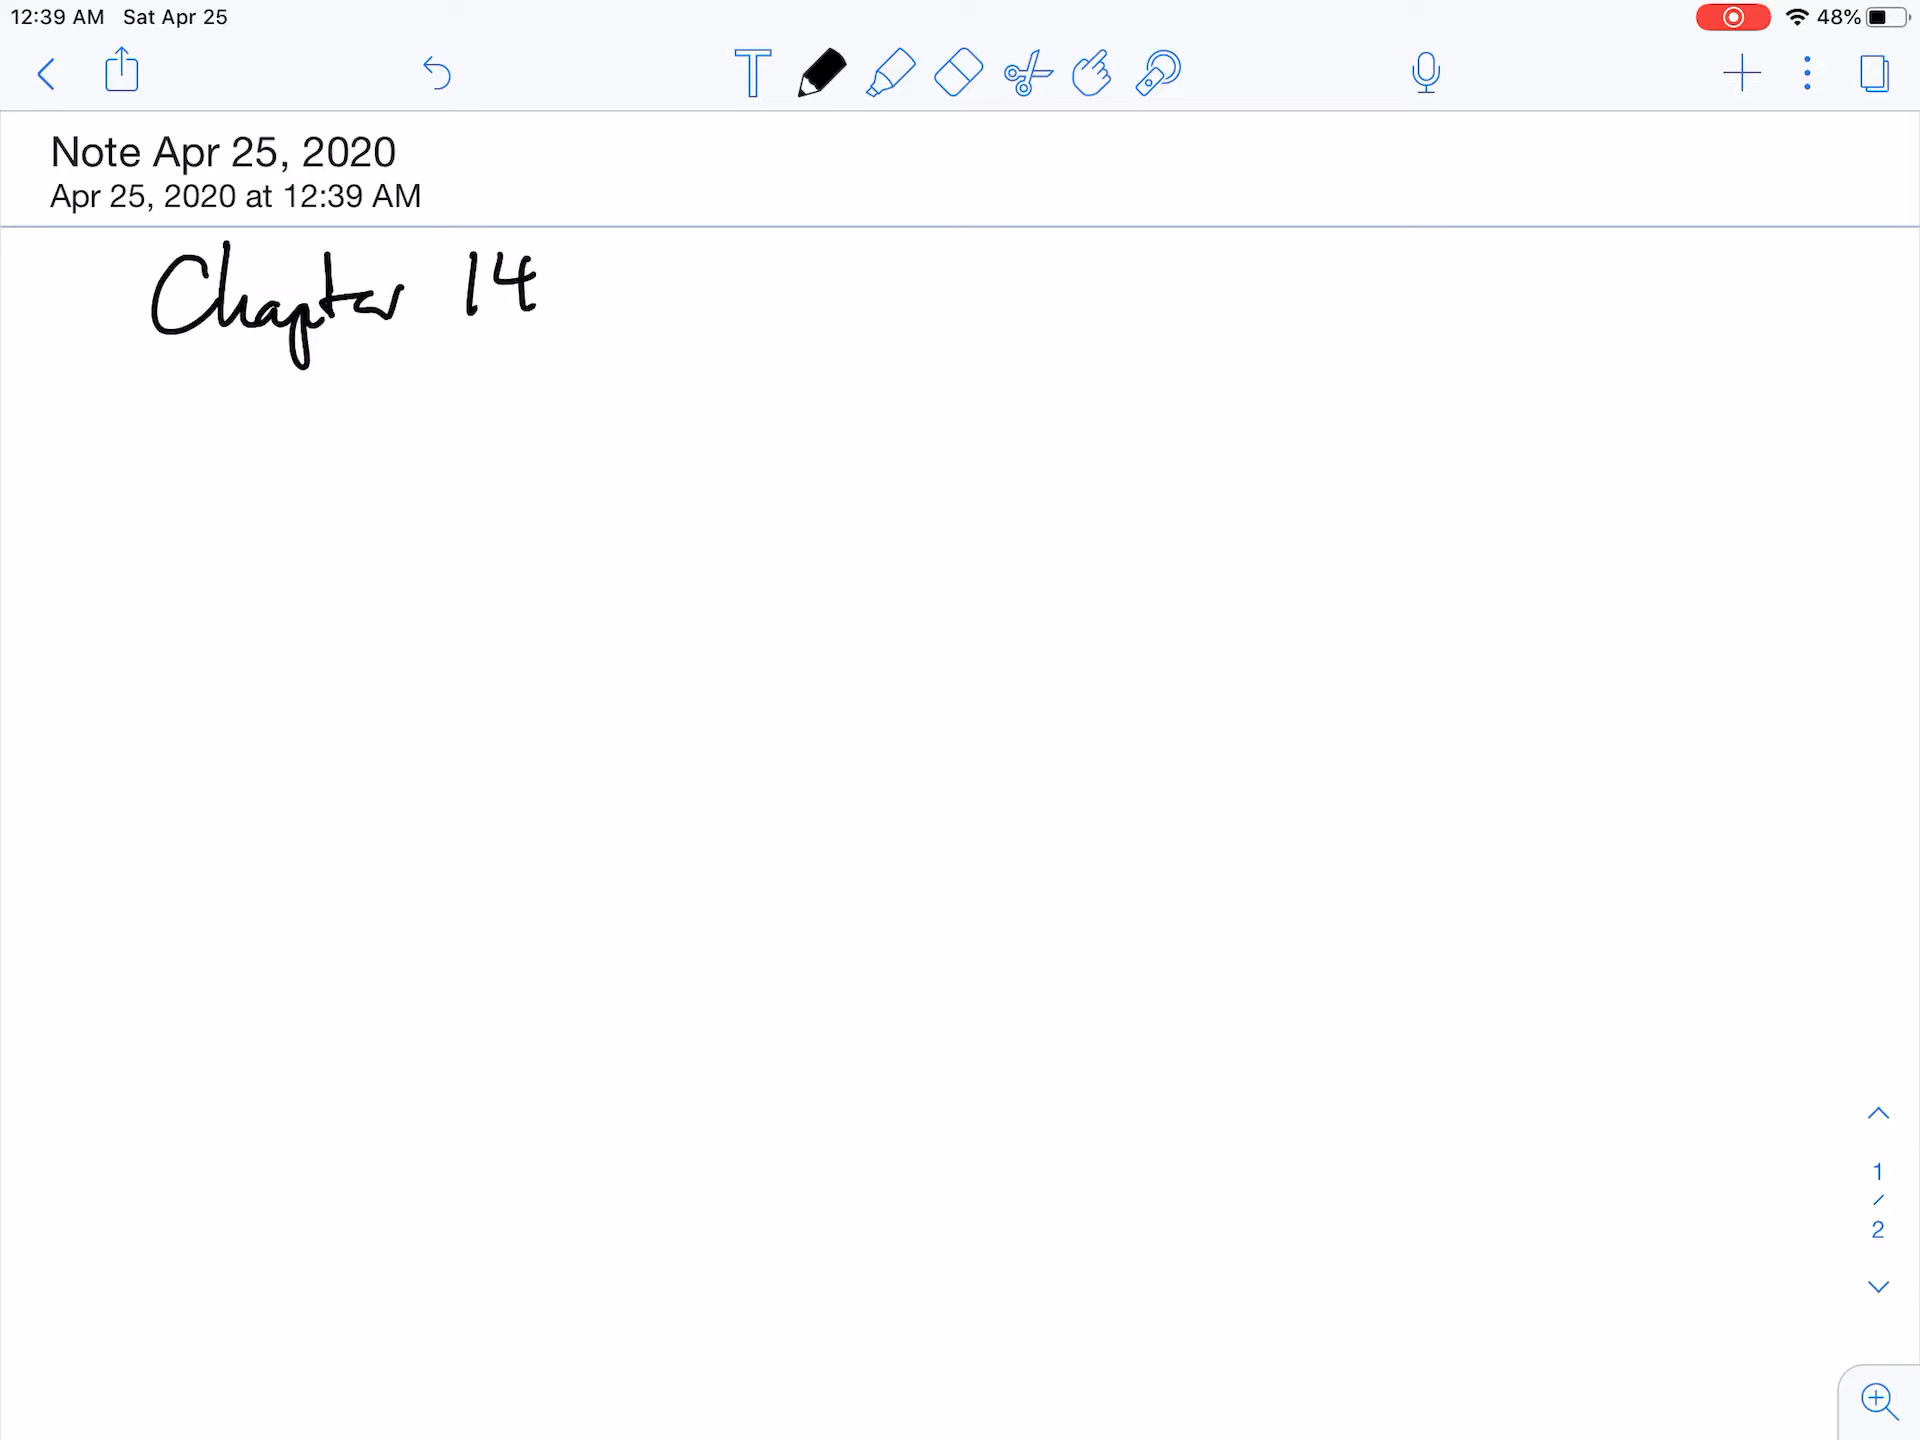 12:39 AM Sat Apr 25
48%
T
Note Apr 25, 2020
Apr 25, 2020 at 12:39 AM
Chapter 14
1
/
2